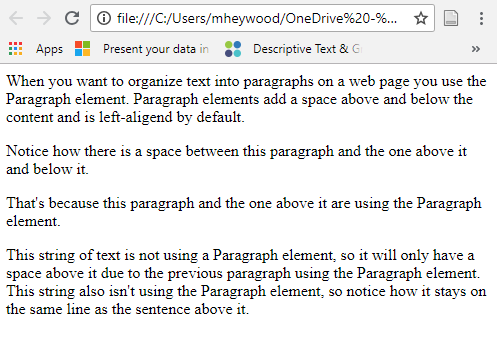 file:///C:/Users/mheywood/OneDrive%20-%...
Apps Present your data in Descriptive Text & G
When you want to organize text into paragraphs on a web page you use the
Paragraph element. Paragraph elements add a space above and below the
content and is left-aligend by default.
Notice how there is a space between this paragraph and the one above it
and below it.
That's because this paragraph and the one above it are using the Paragraph
element.
This string of text is not using a Paragraph element, so it will only have a
space above it due to the previous paragraph using the Paragraph element.
This string also isn't using the Paragraph element, so notice how it stays on
the same line as the sentence above it.